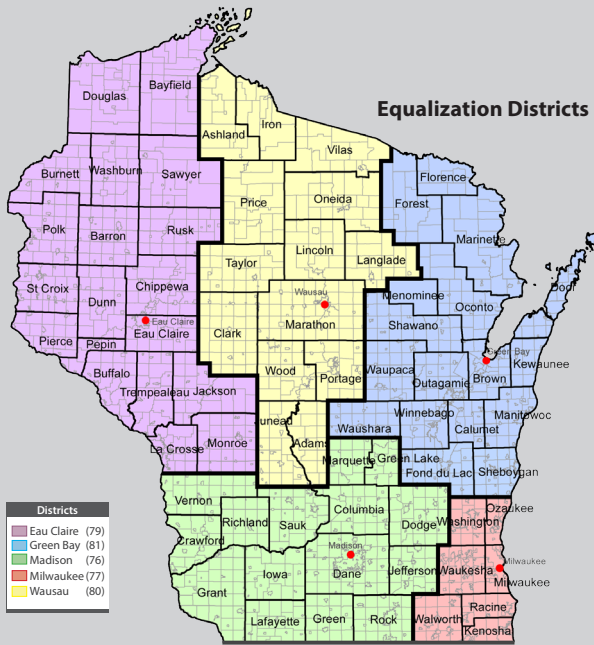 Equalization Districts
Bayfield
Douglas
Ashland
Iron
Vilas
Burnett
Washburn
Sawyer
Price
Oneida
Florence
Forest
Polk
Barron
Rusk
Marinette
Lincoln
Taylor
Langlade
St Croix
Dunn
Chippewa
Menominee
Oconto
Door
Wausau
Eau Claire
Eau Claire
Clark
Marathon
Shawano
Pierce
Pepin
Green Bay
Kewaunee
Buffalo
Wood
Portage
Waupaca
Outagamie
Brown
Trempealeau
Jackson
Juneau
Adams
Waushara
Winnebago
Calumet
Manitowoc
La Crosse
Monroe
Marquette
Green Lake
Fond du Lac
Sheboygan
Vernon
Richland
Sauk
Columbia
Dodge
Washington
Ozaukee
Crawford
Madison
Dane
Jefferson
Waukesha
Milwaukee
Milwaukee
Grant
Iowa
Lafayette
Green
Rock
Walworth
Racine
Kenosha
Districts
Eau Claire (79)
Green Bay (81)
Madison (76)
Milwaukee (77)
Wausau (80)